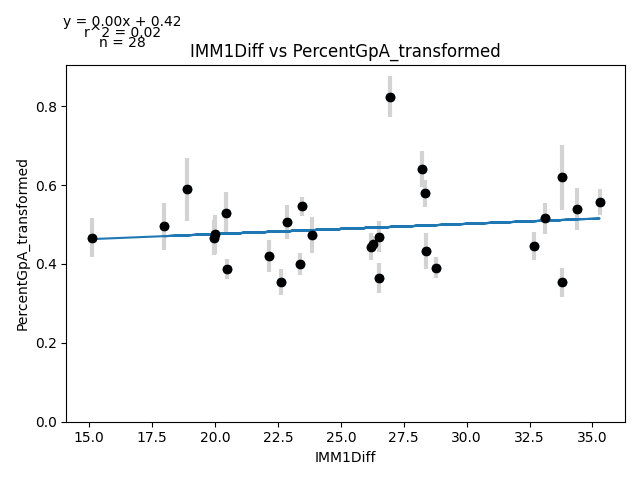 y = 0.00x + 0.42
r^2 = 0.02
n = 28
IMM1Diff vs PercentGpA_transformed
PercentGpA_transformed
0.8
0.6
0.4
0.2
0.0
15.0 17.5 20.0 22.5 25.0 27.5 30.0 32.5 35.0
IMM1Diff